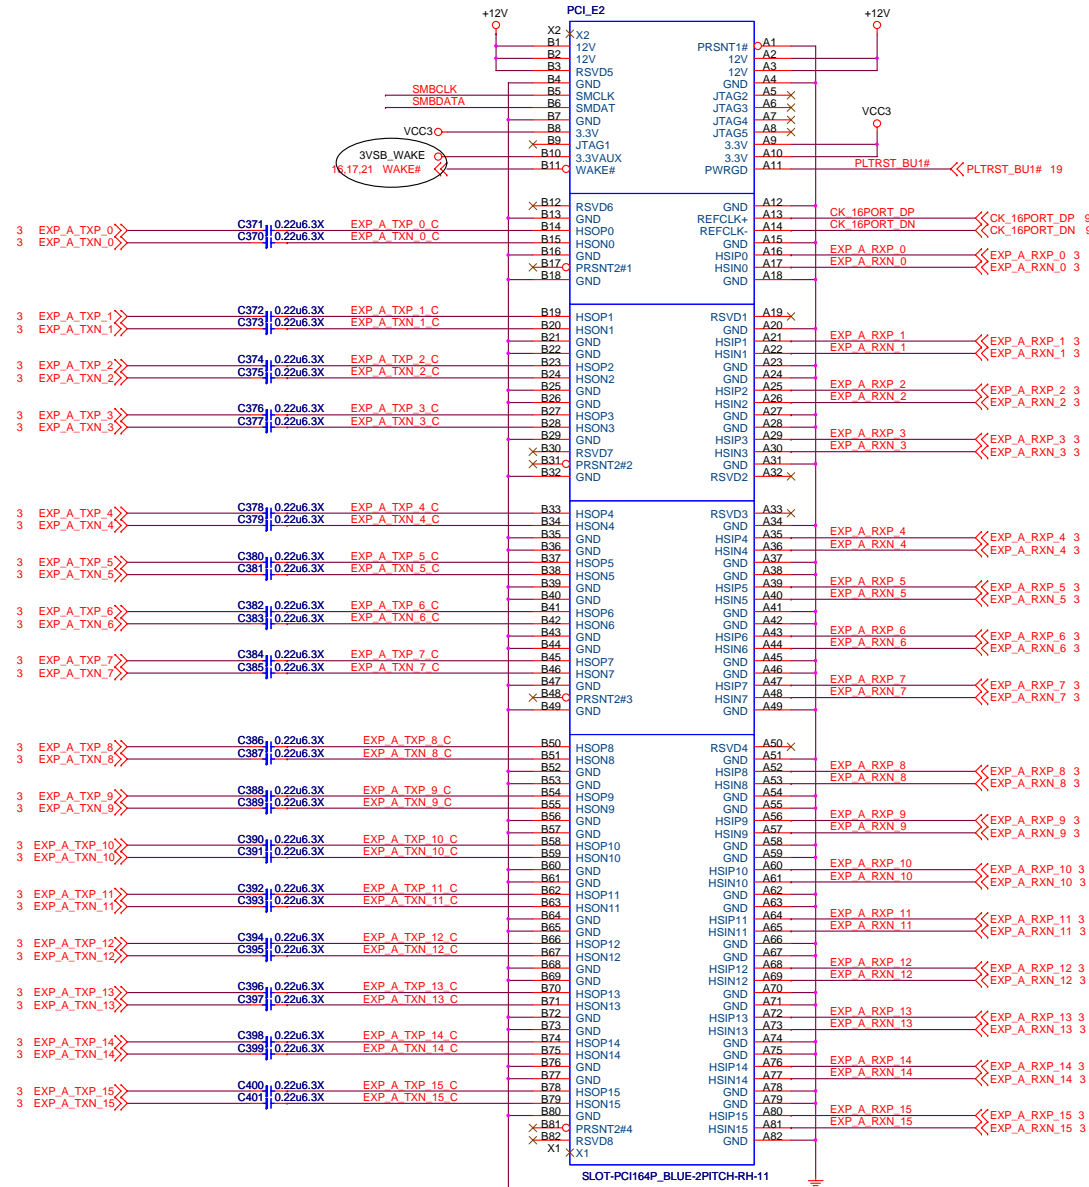 PCI_E2
+12V +12V
X2 X2
B1 12V PRSNT1# A1
B2 12V 12V A2
B3 RSVD5 12V A3
B4 GND GND A4
SMBCLK B5 SMCLK JTAG2 A5
SMBDATA B6 SMDAT JTAG3 A6
B7 GND JTAG4 A7
VCC3 B8 3.3V JTAG5 A8 VCC3
B9 JTAG1 3.3V A9
3VSB_WAKE B10 3.3VAUX 3.3V A10
16,17,21 WAKE# B11 WAKE# PWRGD A11 PLTRST_BU1# PLTRST_BU1# 19
B12 RSVD6 GND A12
B13 GND REFCLK+ A13 CK_16PORT_DP CK_16PORT_DP 9
3 EXP_A_TXP_0 C371 0.22u6.3X EXP_A_TXP_0_C B14 HSOP0 REFCLK- A14 CK_16PORT_DN CK_16PORT_DN 9
3 EXP_A_TXN_0 C370 0.22u6.3X EXP_A_TXN_0_C B15 HSON0 GND A15
B16 GND HSIP0 A16 EXP_A_RXP_0 EXP_A_RXP_0 3
B17 PRSNT2#1 HSIN0 A17 EXP_A_RXN_0 EXP_A_RXN_0 3
B18 GND GND A18
3 EXP_A_TXP_1 C372 0.22u6.3X EXP_A_TXP_1_C B19 HSOP1 RSVD1 A19
3 EXP_A_TXN_1 C373 0.22u6.3X EXP_A_TXN_1_C B20 HSON1 GND A20
B21 GND HSIP1 A21 EXP_A_RXP_1 EXP_A_RXP_1 3
B22 GND HSIN1 A22 EXP_A_RXN_1 EXP_A_RXN_1 3
3 EXP_A_TXP_2 C374 0.22u6.3X EXP_A_TXP_2_C B23 HSOP2 GND A23
3 EXP_A_TXN_2 C375 0.22u6.3X EXP_A_TXN_2_C B24 HSON2 GND A24
B25 GND HSIP2 A25 EXP_A_RXP_2 EXP_A_RXP_2 3
B26 GND HSIN2 A26 EXP_A_RXN_2 EXP_A_RXN_2 3
3 EXP_A_TXP_3 C376 0.22u6.3X EXP_A_TXP_3_C B27 HSOP3 GND A27
3 EXP_A_TXN_3 C377 0.22u6.3X EXP_A_TXN_3_C B28 HSON3 GND A28
B29 GND HSIP3 A29 EXP_A_RXP_3 EXP_A_RXP_3 3
B30 RSVD7 HSIN3 A30 EXP_A_RXN_3 EXP_A_RXN_3 3
B31 PRSNT2#2 GND A31
B32 GND RSVD2 A32
3 EXP_A_TXP_4 C378 0.22u6.3X EXP_A_TXP_4_C B33 HSOP4 RSVD3 A33
3 EXP_A_TXN_4 C379 0.22u6.3X EXP_A_TXN_4_C B34 HSON4 GND A34
B35 GND HSIP4 A35 EXP_A_RXP_4 EXP_A_RXP_4 3
B36 GND HSIN4 A36 EXP_A_RXN_4 EXP_A_RXN_4 3
3 EXP_A_TXP_5 C380 0.22u6.3X EXP_A_TXP_5_C B37 HSOP5 GND A37
3 EXP_A_TXN_5 C381 0.22u6.3X EXP_A_TXN_5_C B38 HSON5 GND A38
B39 GND HSIP5 A39 EXP_A_RXP_5 EXP_A_RXP_5 3
B40 GND HSIN5 A40 EXP_A_RXN_5 EXP_A_RXN_5 3
3 EXP_A_TXP_6 C382 0.22u6.3X EXP_A_TXP_6_C B41 HSOP6 GND A41
3 EXP_A_TXN_6 C383 0.22u6.3X EXP_A_TXN_6_C B42 HSON6 GND A42
B43 GND HSIP6 A43 EXP_A_RXP_6 EXP_A_RXP_6 3
B44 GND HSIN6 A44 EXP_A_RXN_6 EXP_A_RXN_6 3
3 EXP_A_TXP_7 C384 0.22u6.3X EXP_A_TXP_7_C B45 HSOP7 GND A45
3 EXP_A_TXN_7 C385 0.22u6.3X EXP_A_TXN_7_C B46 HSON7 GND A46
B47 GND HSIP7 A47 EXP_A_RXP_7 EXP_A_RXP_7 3
B48 PRSNT2#3 HSIN7 A48 EXP_A_RXN_7 EXP_A_RXN_7 3
B49 GND GND A49
3 EXP_A_TXP_8 C386 0.22u6.3X EXP_A_TXP_8_C B50 HSOP8 RSVD4 A50
3 EXP_A_TXN_8 C387 0.22u6.3X EXP_A_TXN_8_C B51 HSON8 GND A51
B52 GND HSIP8 A52 EXP_A_RXP_8 EXP_A_RXP_8 3
B53 GND HSIN8 A53 EXP_A_RXN_8 EXP_A_RXN_8 3
3 EXP_A_TXP_9 C388 0.22u6.3X EXP_A_TXP_9_C B54 HSOP9 GND A54
3 EXP_A_TXN_9 C389 0.22u6.3X EXP_A_TXN_9_C B55 HSON9 GND A55
B56 GND HSIP9 A56 EXP_A_RXP_9 EXP_A_RXP_9 3
B57 GND HSIN9 A57 EXP_A_RXN_9 EXP_A_RXN_9 3
3 EXP_A_TXP_10 C390 0.22u6.3X EXP_A_TXP_10_C B58 HSOP10 GND A58
3 EXP_A_TXN_10 C391 0.22u6.3X EXP_A_TXN_10_C B59 HSON10 GND A59
B60 GND HSIP10 A60 EXP_A_RXP_10 EXP_A_RXP_10 3
B61 GND HSIN10 A61 EXP_A_RXN_10 EXP_A_RXN_10 3
3 EXP_A_TXP_11 C392 0.22u6.3X EXP_A_TXP_11_C B62 HSOP11 GND A62
3 EXP_A_TXN_11 C393 0.22u6.3X EXP_A_TXN_11_C B63 HSON11 GND A63
B64 GND HSIP11 A64 EXP_A_RXP_11 EXP_A_RXP_11 3
B65 GND HSIN11 A65 EXP_A_RXN_11 EXP_A_RXN_11 3
3 EXP_A_TXP_12 C394 0.22u6.3X EXP_A_TXP_12_C B66 HSOP12 GND A66
3 EXP_A_TXN_12 C395 0.22u6.3X EXP_A_TXN_12_C B67 HSON12 GND A67
B68 GND HSIP12 A68 EXP_A_RXP_12 EXP_A_RXP_12 3
B69 GND HSIN12 A69 EXP_A_RXN_12 EXP_A_RXN_12 3
3 EXP_A_TXP_13 C396 0.22u6.3X EXP_A_TXP_13_C B70 HSOP13 GND A70
3 EXP_A_TXN_13 C397 0.22u6.3X EXP_A_TXN_13_C B71 HSON13 GND A71
B72 GND HSIP13 A72 EXP_A_RXP_13 EXP_A_RXP_13 3
B73 GND HSIN13 A73 EXP_A_RXN_13 EXP_A_RXN_13 3
3 EXP_A_TXP_14 C398 0.22u6.3X EXP_A_TXP_14_C B74 HSOP14 GND A74
3 EXP_A_TXN_14 C399 0.22u6.3X EXP_A_TXN_14_C B75 HSON14 GND A75
B76 GND HSIP14 A76 EXP_A_RXP_14 EXP_A_RXP_14 3
B77 GND HSIN14 A77 EXP_A_RXN_14 EXP_A_RXN_14 3
3 EXP_A_TXP_15 C400 0.22u6.3X EXP_A_TXP_15_C B78 HSOP15 GND A78
3 EXP_A_TXN_15 C401 0.22u6.3X EXP_A_TXN_15_C B79 HSON15 GND A79
B80 GND HSIP15 A80 EXP_A_RXP_15 EXP_A_RXP_15 3
B81 PRSNT2#4 HSIN15 A81 EXP_A_RXN_15 EXP_A_RXN_15 3
B82 RSVD8 GND A82
X1 X1
SLOT-PCI164P_BLUE-2PITCH-RH-11